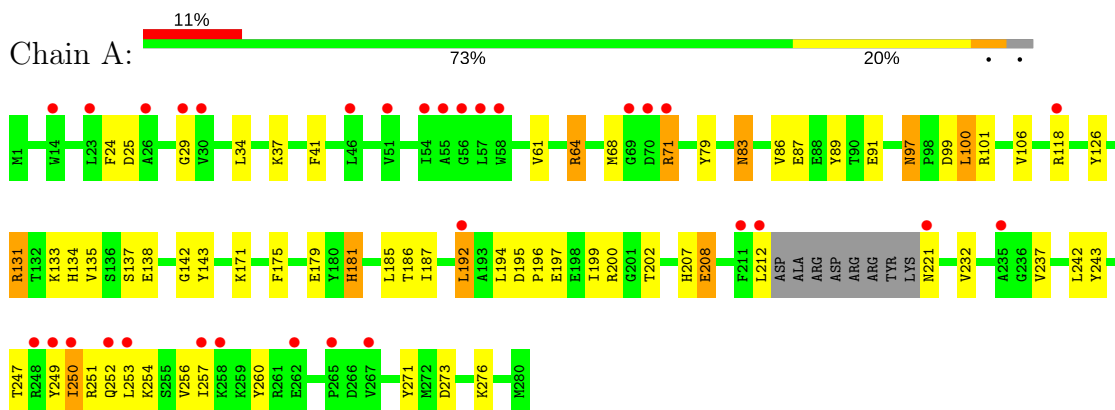 11%
Chain A:
73% 20% • •
M1 W14 L23 F24 D25 A26 G29 V30 L34 K37 F41 L46 V51 I54 A55 G56 L57 W58 V61 R64 M68 G69 D70 R71 Y79 N83 V86 E87 E88 Y89 T90 E91 N97 P98 D99 L100 R101 V106 R118 Y126
R131 T132 K133 H134 V135 S136 S137 E138 G142 Y143 K171 F175 E179 Y180 H181 L185 T186 I187 L192 A193 L194 D195 P196 E197 E198 I199 R200 G201 T202 H207 E208 F211 L212 ASP ALA ARG ASP ARG ARG TYR LYS N221 V232 A235 G236 V237 L242 Y243
T247 R248 Y249 I250 R251 Q252 L253 K254 S255 V256 I257 K258 K259 Y260 R261 E262 P265 D266 V267 Y271 M272 D273 K276 M280